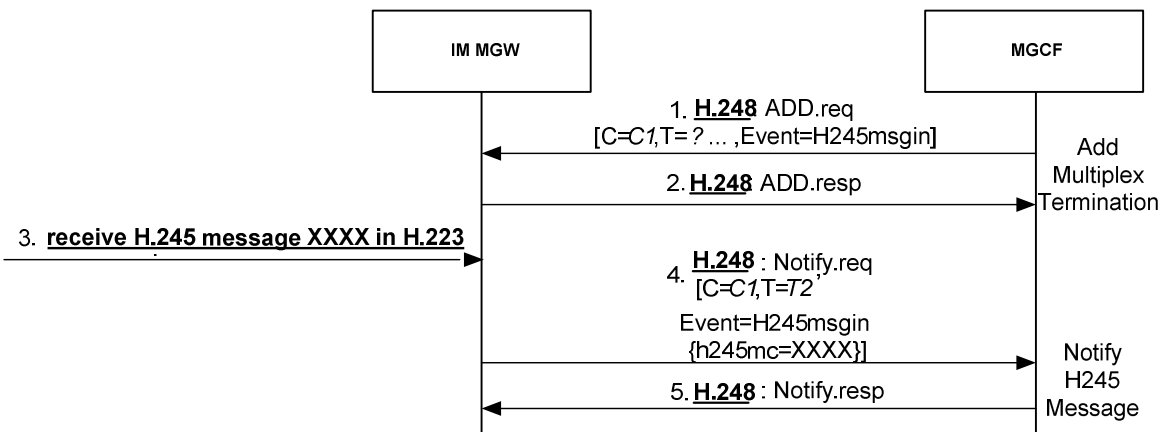 IM MGW
MGCF
1. H.248: ADD.req
[C=C1,T= ? ... ,Event=H245msgin]
Add
Multiplex
Termination
2. H.248: ADD.resp
3. receive H.245 message XXXX in H.223
4. H.248 : Notify.req
[C=C1,T=T2,
Event=H245msgin
{h245mc=XXXX}]
Notify
H245
Message
5. H.248 : Notify.resp